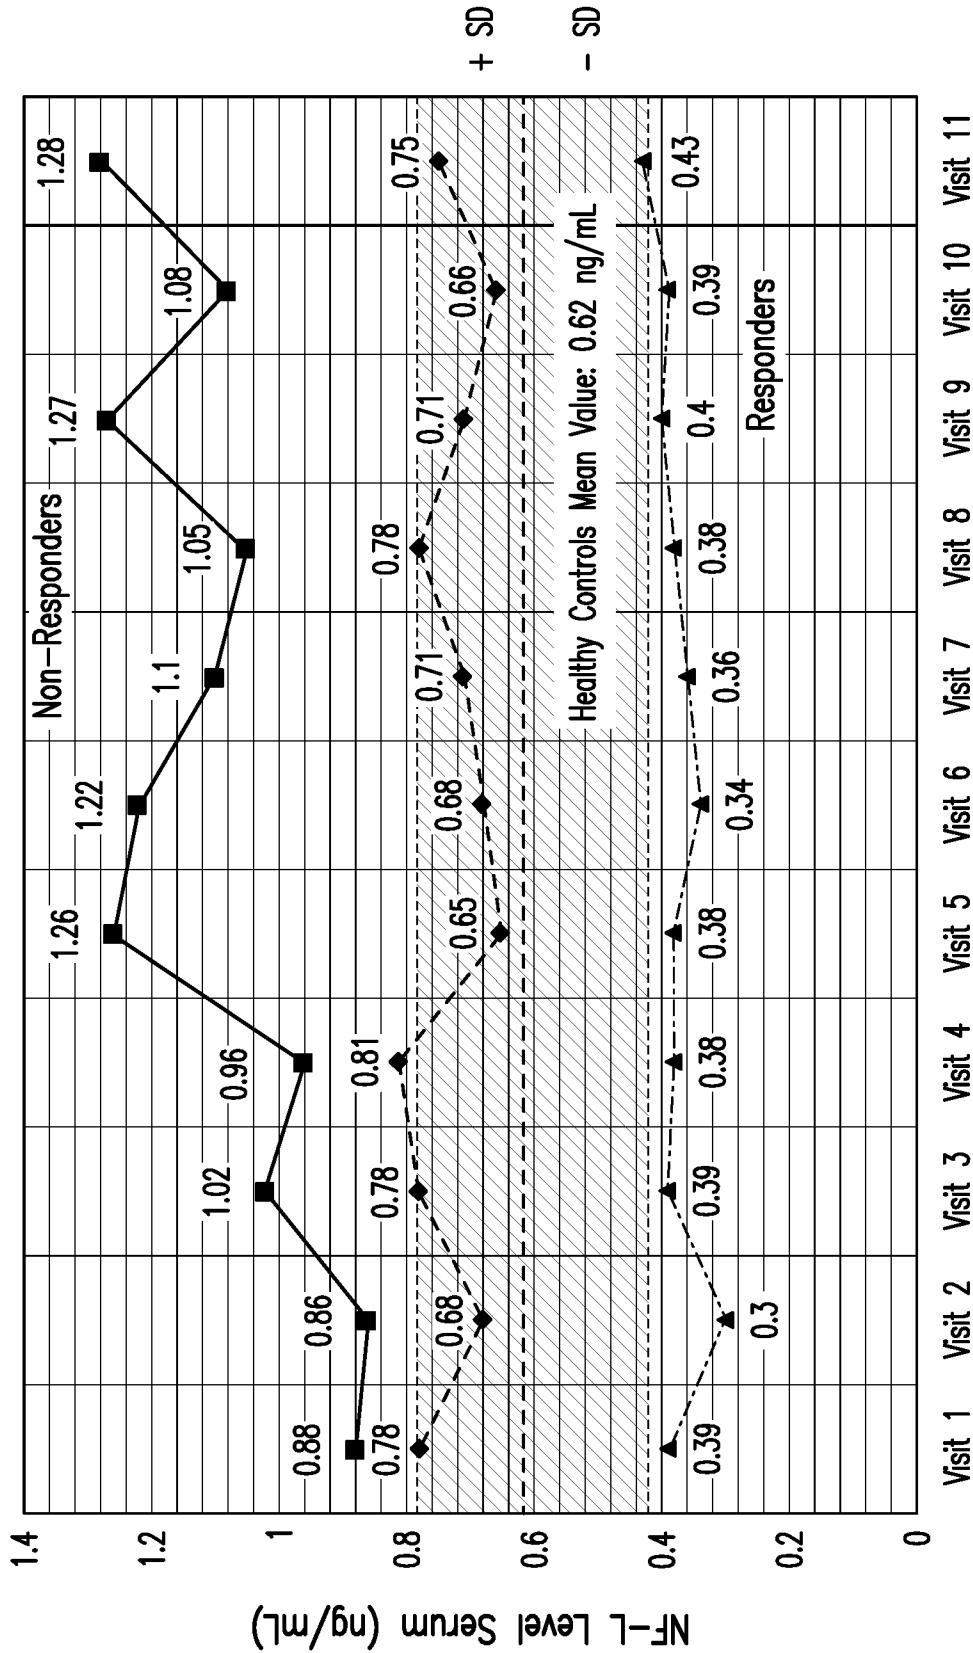 NF-L Level Serum (ng/mL)
1.4
1.2
1
0.8
0.6
0.4
0.2
0
Non-Responders
0.88
0.86
1.02
0.96
1.26
1.22
1.1
1.05
1.27
1.08
1.28
0.78
0.68
0.78
0.81
0.65
0.68
0.71
0.78
0.71
0.66
0.75
+ SD
- SD
Healthy Controls Mean Value: 0.62 ng/mL
0.39
0.3
0.39
0.38
0.38
0.34
0.36
0.38
0.4
0.39
0.43
Responders
Visit 1
Visit 2
Visit 3
Visit 4
Visit 5
Visit 6
Visit 7
Visit 8
Visit 9
Visit 10
Visit 11